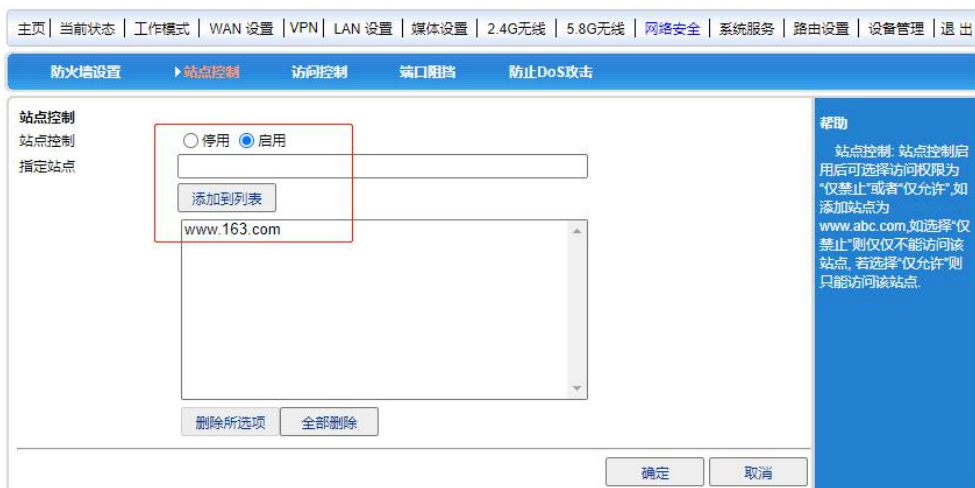 主页 | 当前状态 | 工作模式 | WAN 设置 | VPN | LAN 设置 | 媒体设置 | 2.4G无线 | 5.8G无线 | 网络安全 | 系统服务 | 路由设置 | 设备管理 | 退 出
防火墙设置 站点控制 访问控制 端口阻挡 防止DoS攻击
站点控制
站点控制 停用 启用
指定站点
添加到列表
www.163.com
删除所选项 全部删除
确定 取消
帮助
站点控制: 站点控制启
用后可选择访问权限为
“仅禁止”或者“仅允许”,如
添加站点为
www.abc.com,如选择“仅
禁止”则仅仅不能访问该
站点, 若选择“仅允许”则
只能访问该站点.